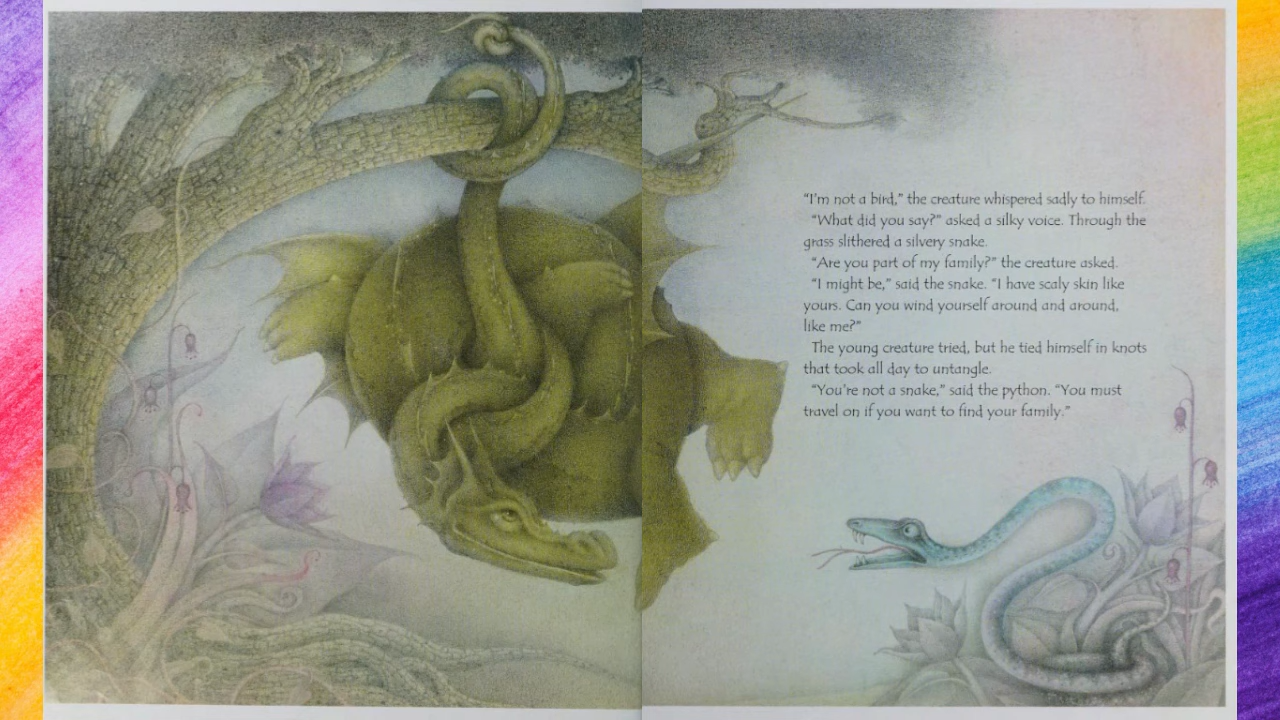 “I’m not a bird,” the creature whispered sadly to himself.
“What did you say?” asked a silky voice. Through the
grass slithered a silvery snake.
“Are you part of my family?” the creature asked.
“I might be,” said the snake. “I have scaly skin like
yours. Can you wind yourself around and around,
like me?”
The young creature tried, but he tied himself in knots
that took all day to untangle.
“You’re not a snake,” said the python. “You must
travel on if you want to find your family.”